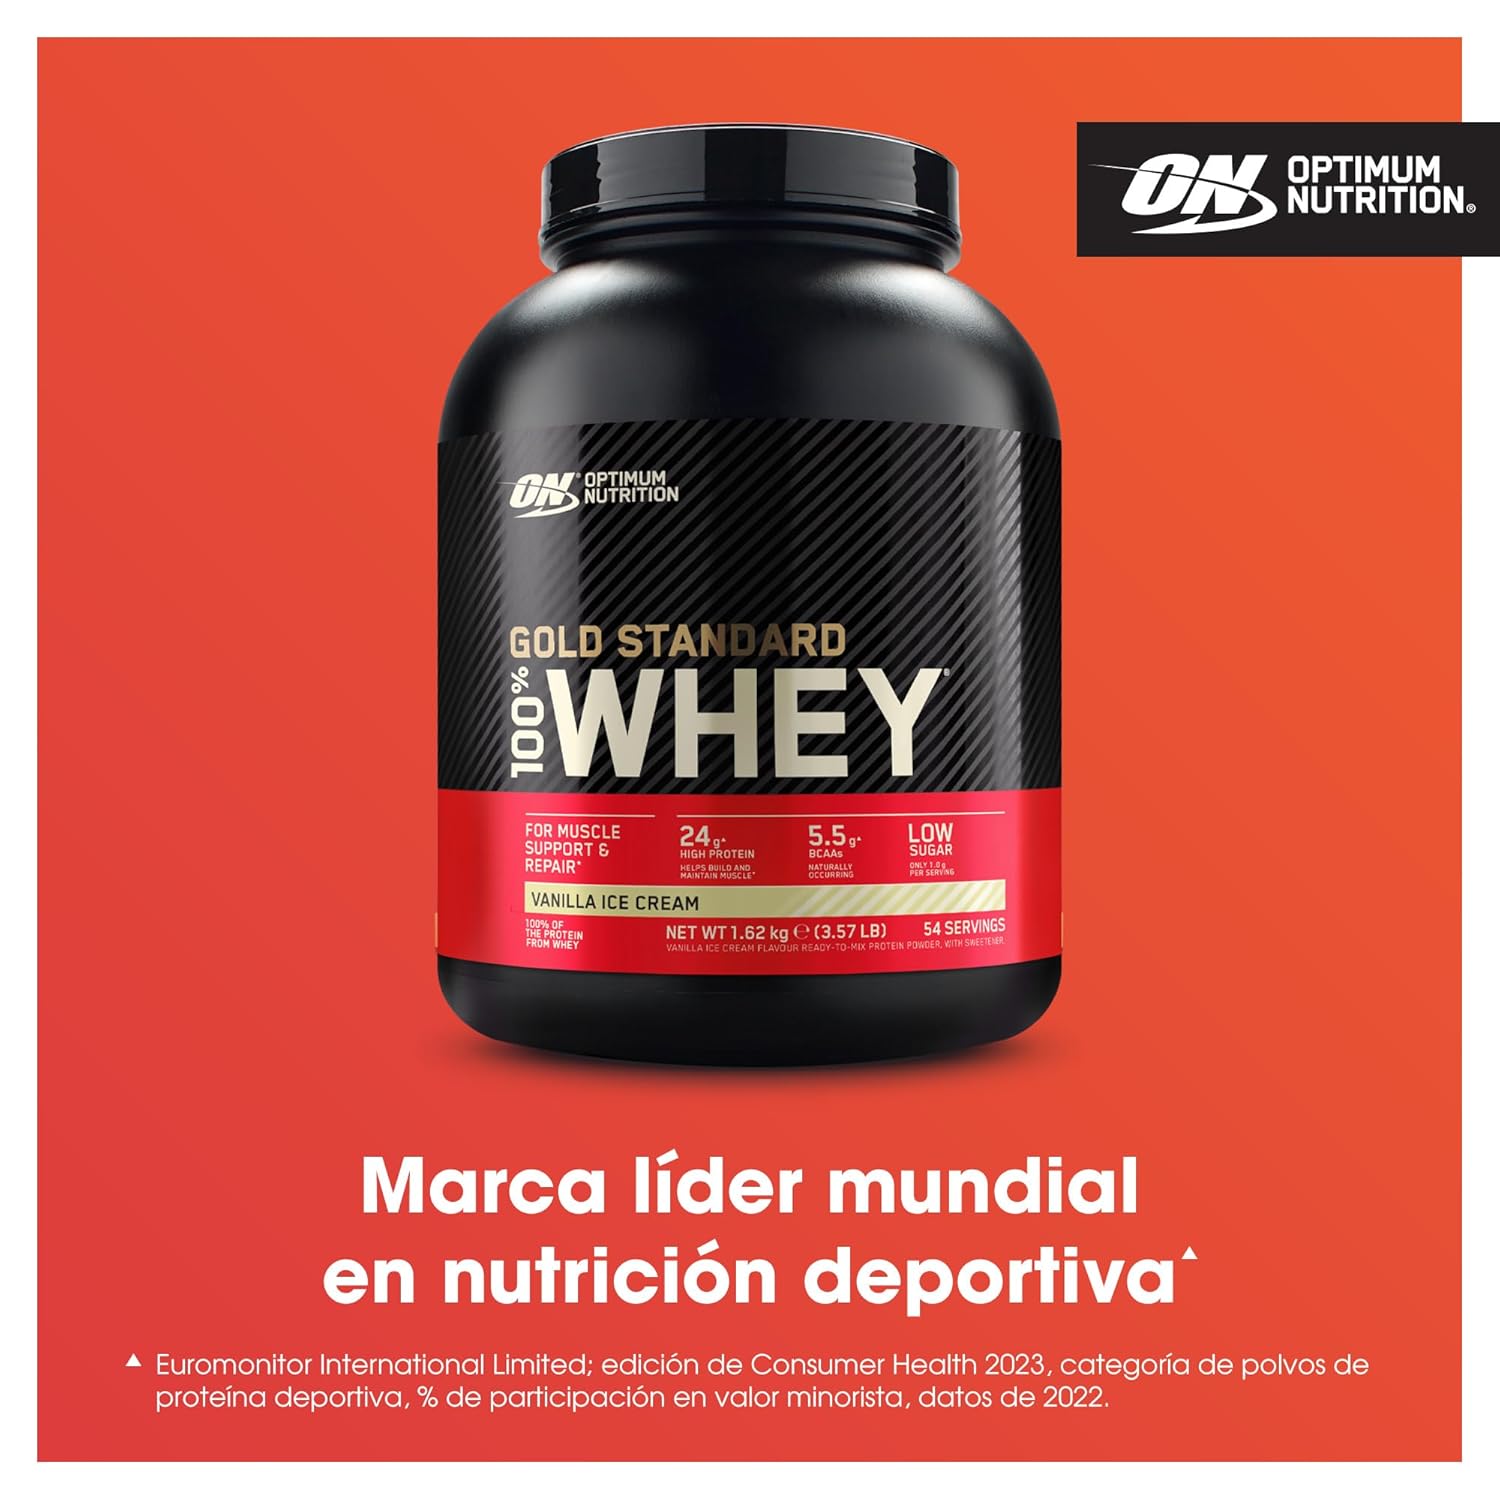 ON OPTIMUM
NUTRITION®
ON® OPTIMUM
NUTRITION
GOLD STANDARD
100% WHEY®
FOR MUSCLE
SUPPORT &
REPAIR*
24g▲
HIGH PROTEIN
HELPS BUILD AND
MAINTAIN MUSCLE*
5.5g▲
BCAAs
NATURALLY
OCCURRING
LOW
SUGAR
ONLY 1.0g
PER SERVING
VANILLA ICE CREAM
100% OF
THE PROTEIN
FROM WHEY
NET WT 1.62 kg ℮ (3.57 LB) 54 SERVINGS
VANILLA ICE CREAM FLAVOUR READY-TO-MIX PROTEIN POWDER, WITH SWEETENER.
Marca líder mundial
en nutrición deportiva▲
▲ Euromonitor International Limited; edición de Consumer Health 2023, categoría de polvos de
proteína deportiva, % de participación en valor minorista, datos de 2022.